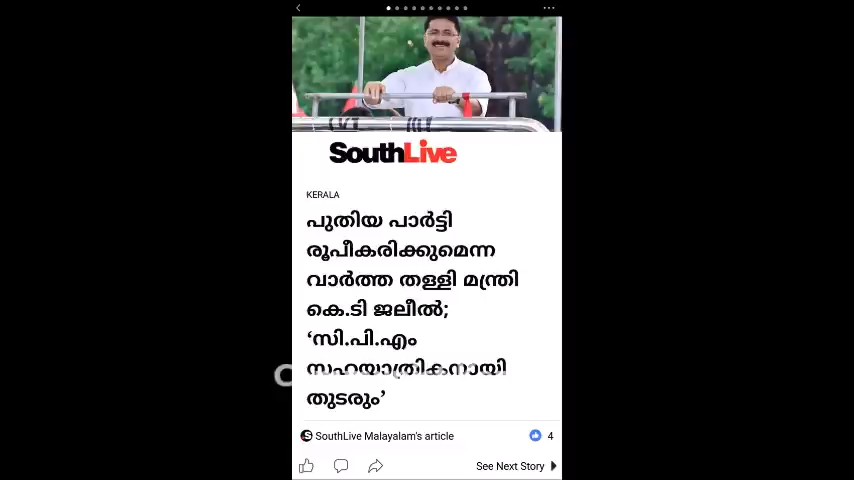 SouthLive
KERALA
പുതിയ പാർട്ടി
രൂപീകരിക്കുമെന്ന
വാർത്ത തള്ളി മന്ത്രി
കെ.ടി ജലീൽ;
‘സി.പി.എം
സഹയാത്രികനായി
തുടരും’
SouthLive Malayalam's article
4
See Next Story